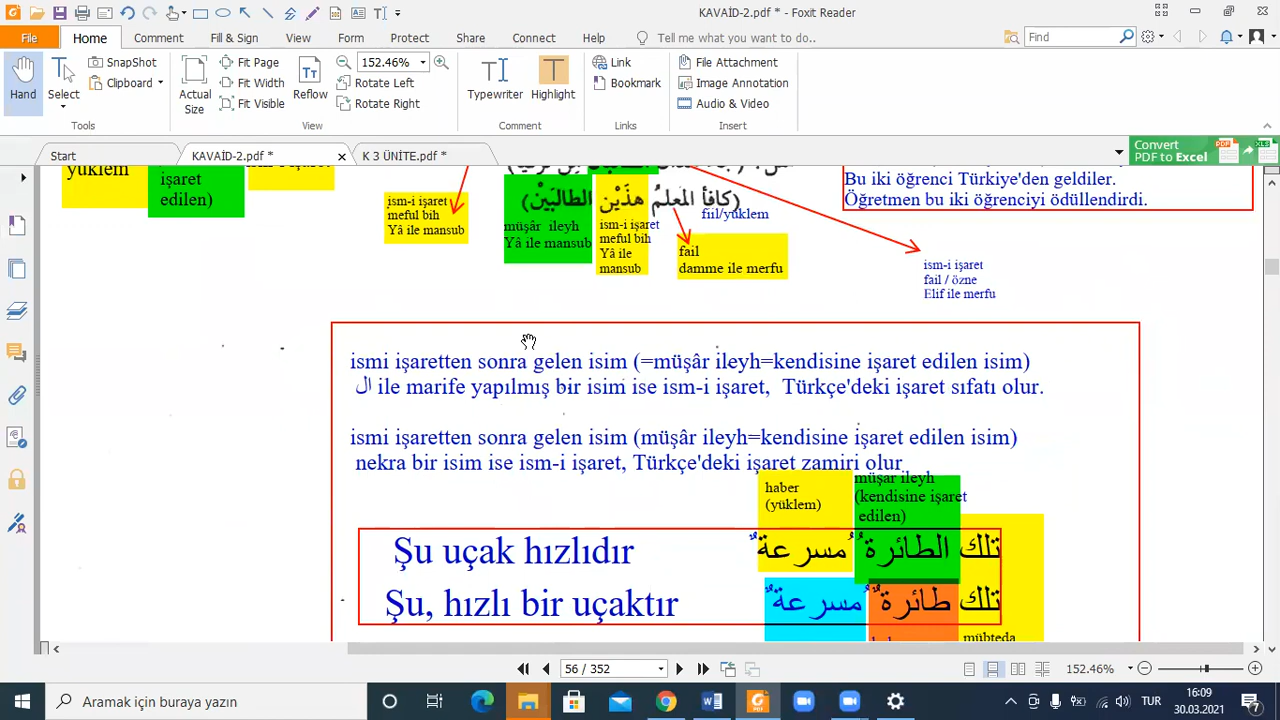 KAVAİD-2.pdf * - Foxit Reader
File Home Comment Fill & Sign View Form Protect Share Connect Help Tell me what you want to do.. Find
Hand Select SnapShot Clipboard Actual Size Fit Page Fit Width Fit Visible Reflow 152.46% Rotate Left Rotate Right Typewriter Highlight Link Bookmark File Attachment Image Annotation Audio & Video
Tools View Comment Links Insert
Start KAVAİD-2.pdf * K 3 ÜNİTE.pdf * Convert PDF to Excel
yüklem
işaret
edilen)
Bu iki öğrenci Türkiye'den geldiler.
Öğretmen bu iki öğrenciyi ödüllendirdi.
(كافأ المعلمُ هذَيْن الطالبَيْنْ)
fiil/yüklem
ism-i işaret
meful bih
Yâ ile mansub
müşâr ileyh
Yâ ile mansub
ism-i işaret
meful bih
Yâ ile
mansub
fail
damme ile merfu
ism-i işaret
fail / özne
Elif ile merfu
ismi işaretten sonra gelen isim (=müşâr ileyh=kendisine işaret edilen isim)
ال ile marife yapılmış bir isim ise ism-i işaret, Türkçe'deki işaret sıfatı olur.
ismi işaretten sonra gelen isim (müşâr ileyh=kendisine işaret edilen isim)
nekra bir isim ise ism-i işaret, Türkçe'deki işaret zamiri olur
haber
(yüklem)
müşar ileyh
(kendisine işaret
edilen)
Şu uçak hızlıdır
تلك الطائرةُ مُسرعةٌ
Şu, hızlı bir uçaktır
تلك طائرةٌ مُسرعةٌ
mübteda
56 / 352 152.46%
Aramak için buraya yazın TUR 16:09
30.03.2021